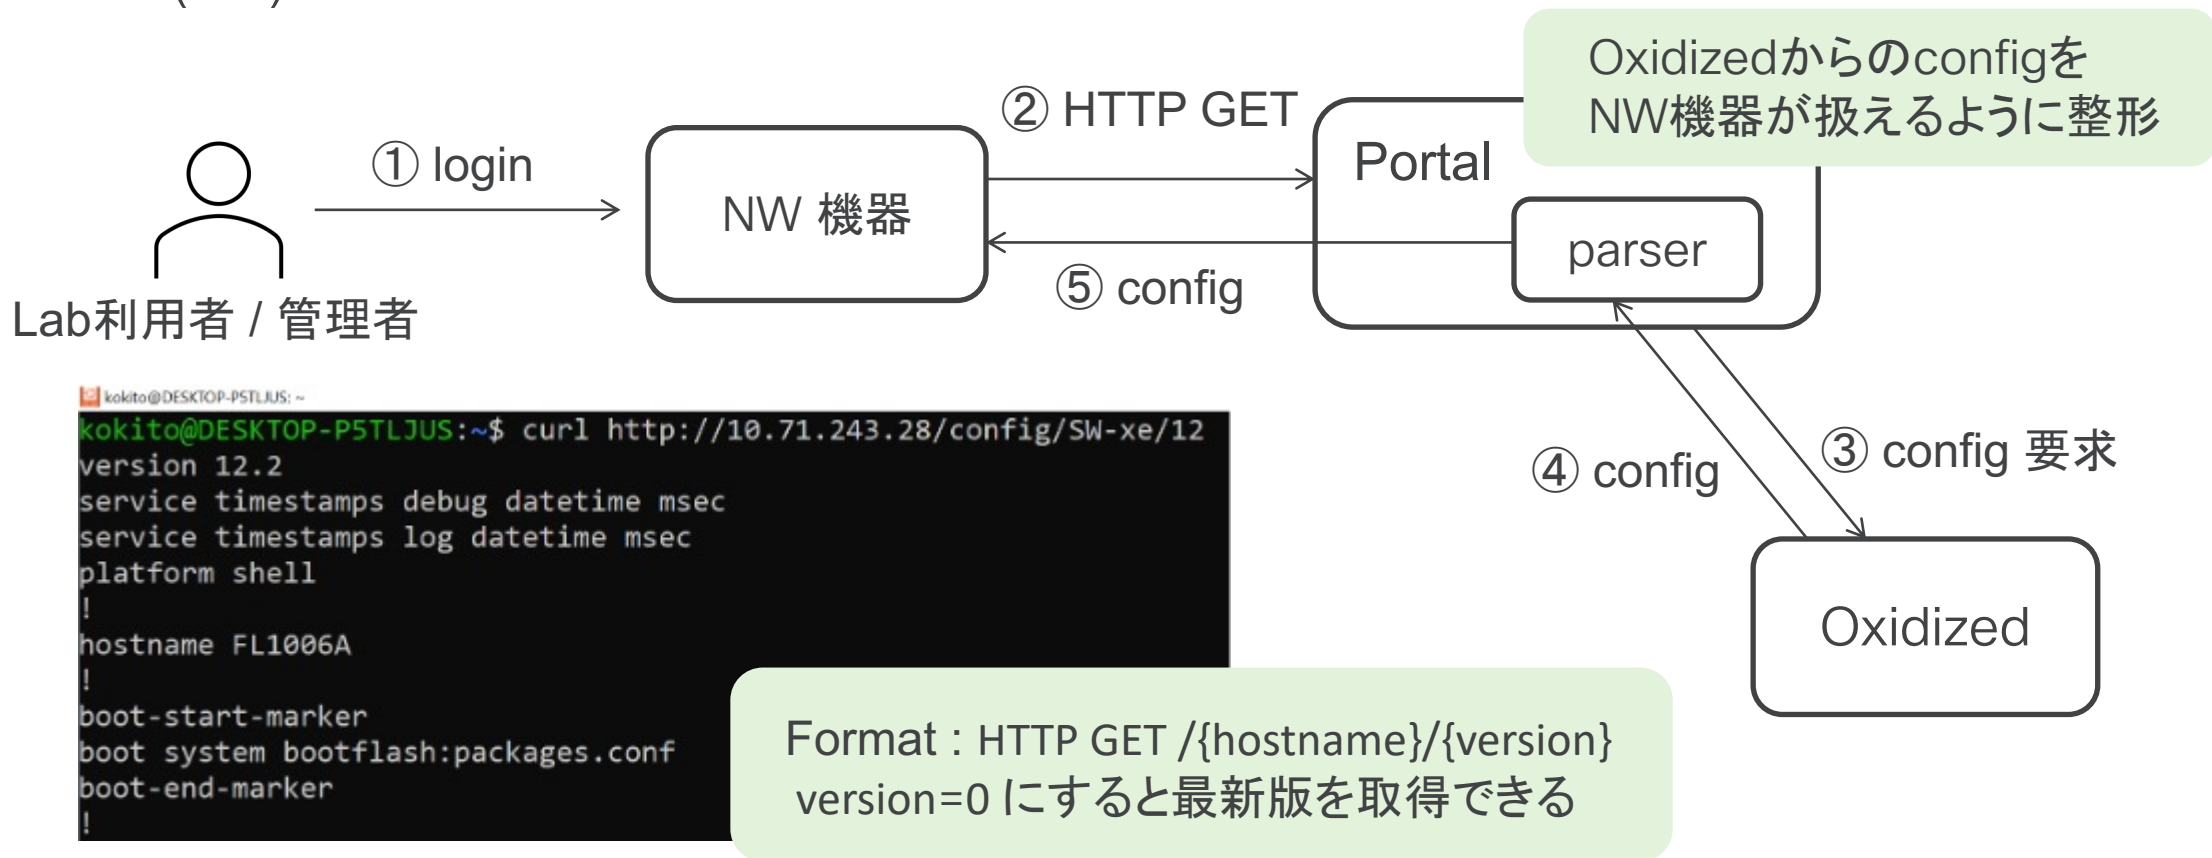 Oxidizedからのconfigを
NW機器が扱えるように整形
② HTTP GET
Portal
① login
NW 機器
parser
⑤ config
Lab利用者 / 管理者
④ config
③ config 要求
Oxidized
kokito@DESKTOP-P5TLJUS: ~
kokito@DESKTOP-P5TLJUS:~$ curl http://10.71.243.28/config/SW-xe/12
version 12.2
service timestamps debug datetime msec
service timestamps log datetime msec
platform shell
!
hostname FL1006A
!
boot-start-marker
boot system bootflash:packages.conf
boot-end-marker
!
Format : HTTP GET /{hostname}/{version}
version=0 にすると最新版を取得できる